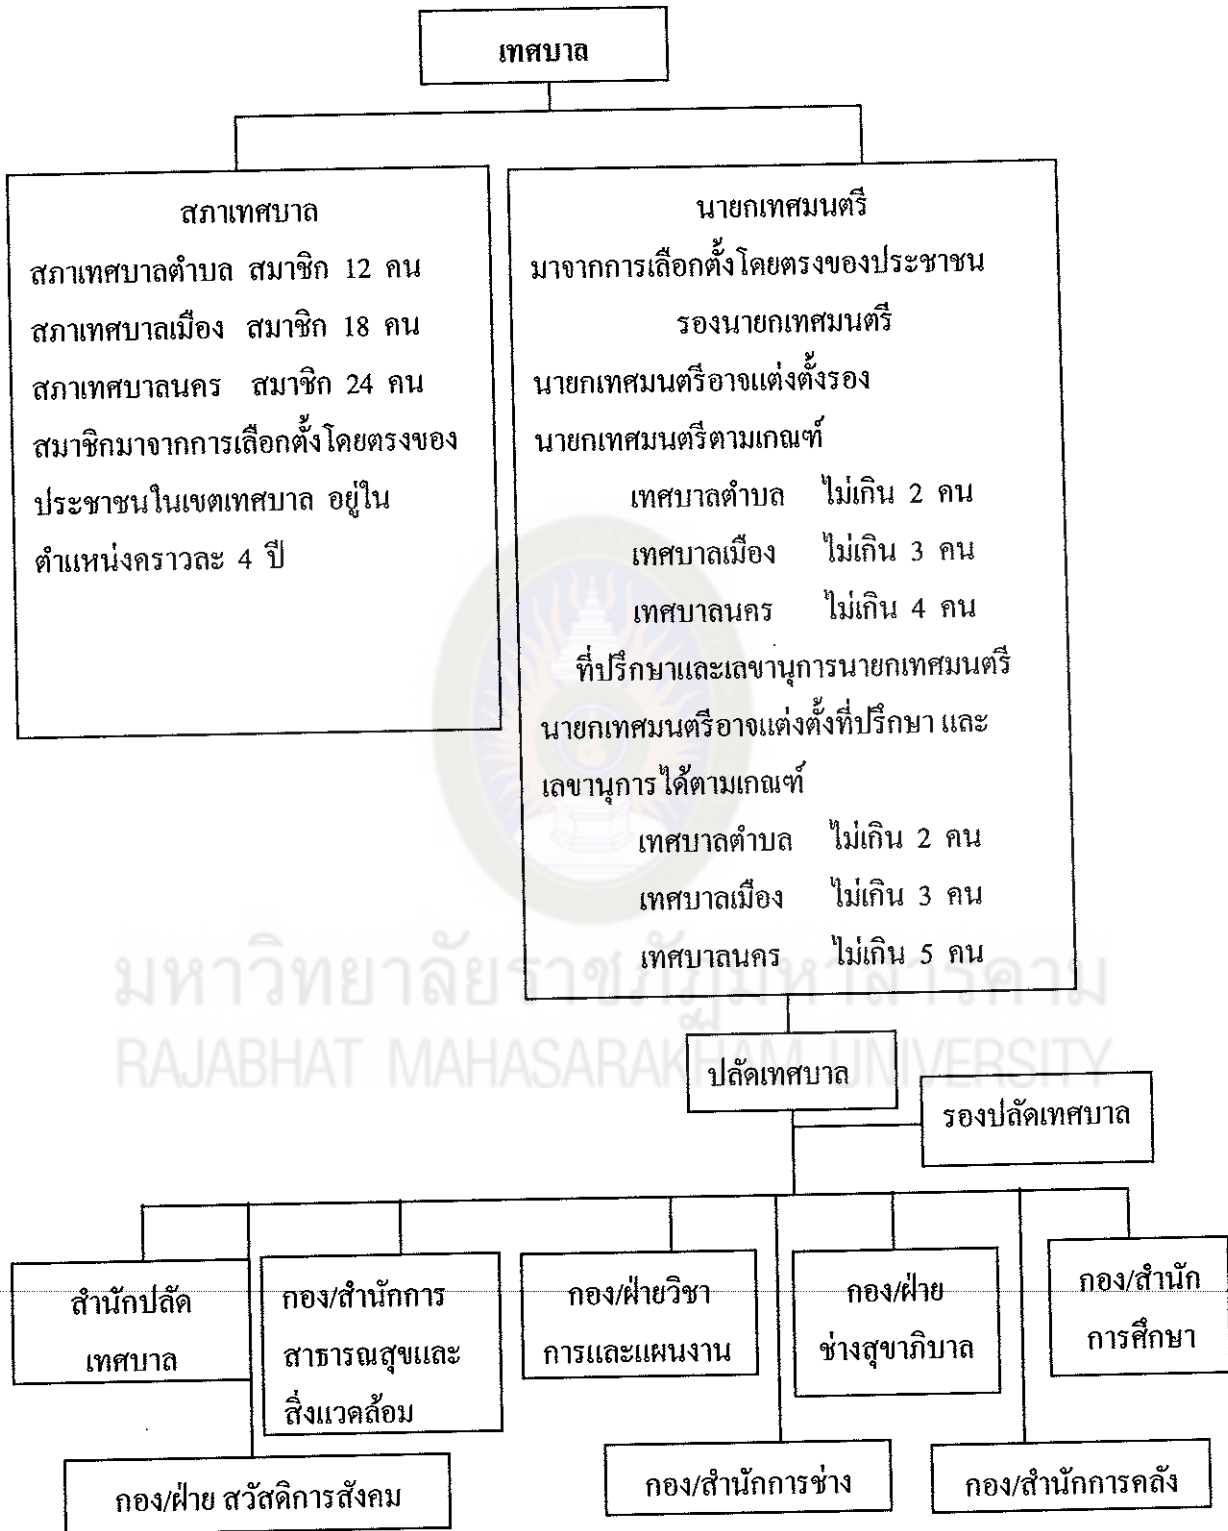 เทศบาล
สภาเทศบาล
สภาเทศบาลตำบล สมาชิก 12 คน
สภาเทศบาลเมือง สมาชิก 18 คน
สภาเทศบาลนคร สมาชิก 24 คน
สมาชิกมาจากการเลือกตั้งโดยตรงของ
ประชาชนในเขตเทศบาล อยู่ใน
ตำแหน่งคราวละ 4 ปี
นายกเทศมนตรี
มาจากการเลือกตั้งโดยตรงของประชาชน
รองนายกเทศมนตรี
นายกเทศมนตรีอาจแต่งตั้งรอง
นายกเทศมนตรีตามเกณฑ์
เทศบาลตำบล ไม่เกิน 2 คน
เทศบาลเมือง ไม่เกิน 3 คน
เทศบาลนคร ไม่เกิน 4 คน
ที่ปรึกษาและเลขานุการนายกเทศมนตรี
นายกเทศมนตรีอาจแต่งตั้งที่ปรึกษา และ
เลขานุการ ได้ตามเกณฑ์
เทศบาลตำบล ไม่เกิน 2 คน
เทศบาลเมือง ไม่เกิน 3 คน
เทศบาลนคร ไม่เกิน 5 คน
มหาวิทยาลัยราชภัฏมหาสารคาม
RAJABHAT MAHASARAKHAM UNIVERSITY
ปลัดเทศบาล
รองปลัดเทศบาล
สำนักปลัด
เทศบาล
กอง/สำนักการ
สาธารณสุขและ
สิ่งแวดล้อม
กอง/ฝ่ายวิชา
การและแผนงาน
กอง/ฝ่าย
ช่างสุขาภิบาล
กอง/สำนัก
การศึกษา
กอง/ฝ่าย สวัสดิการสังคม
กอง/สำนักการช่าง
กอง/สำนักการคลัง